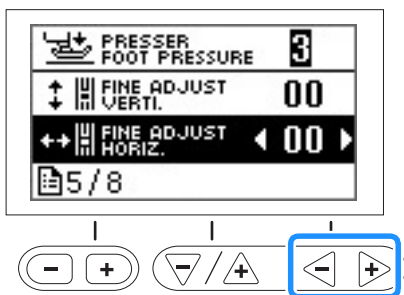 PRESSER
FOOT PRESSURE 3
FINE ADJUST
VERTI. 00
FINE ADJUST
HORIZ. 00
5/8
- +
− / +
− +